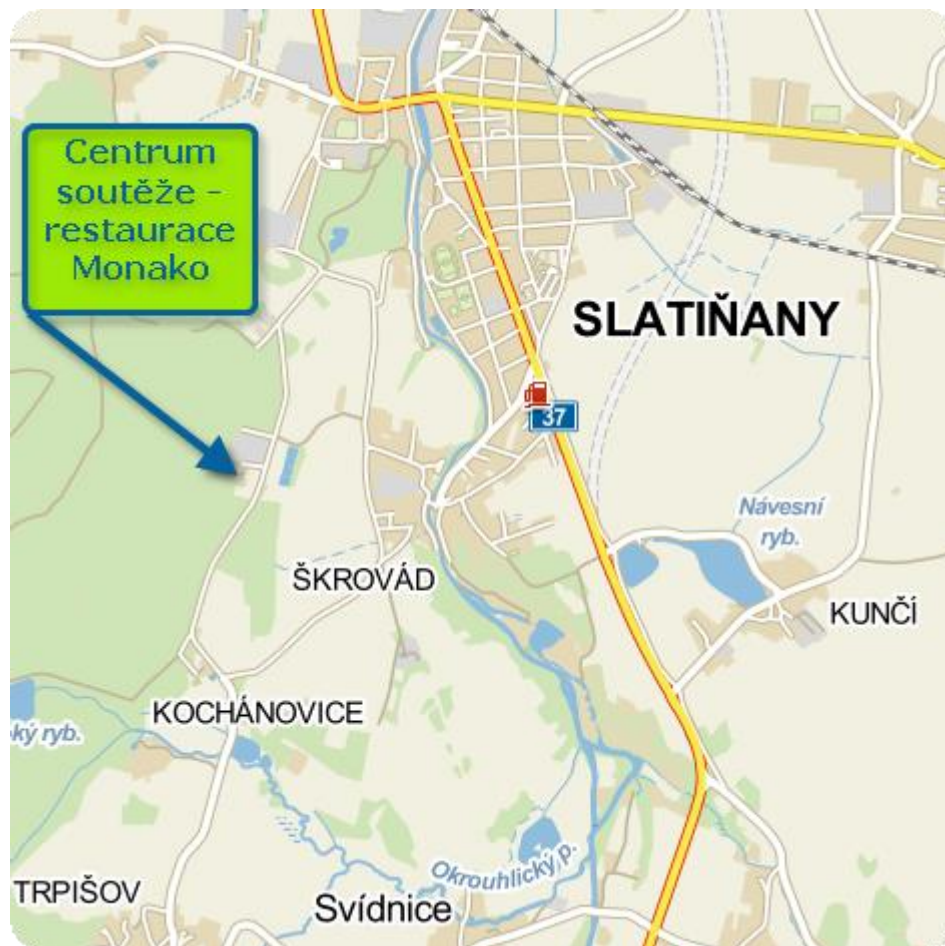 Centrum
soutěže -
restaurace
Monako
SLATIŇANY
37
Návesní
ryb.
ŠKROVÁD
KUNČÍ
KOCHÁNOVICE
ký ryb.
TRPIŠOV
Okrouhlický p.
Svídnice